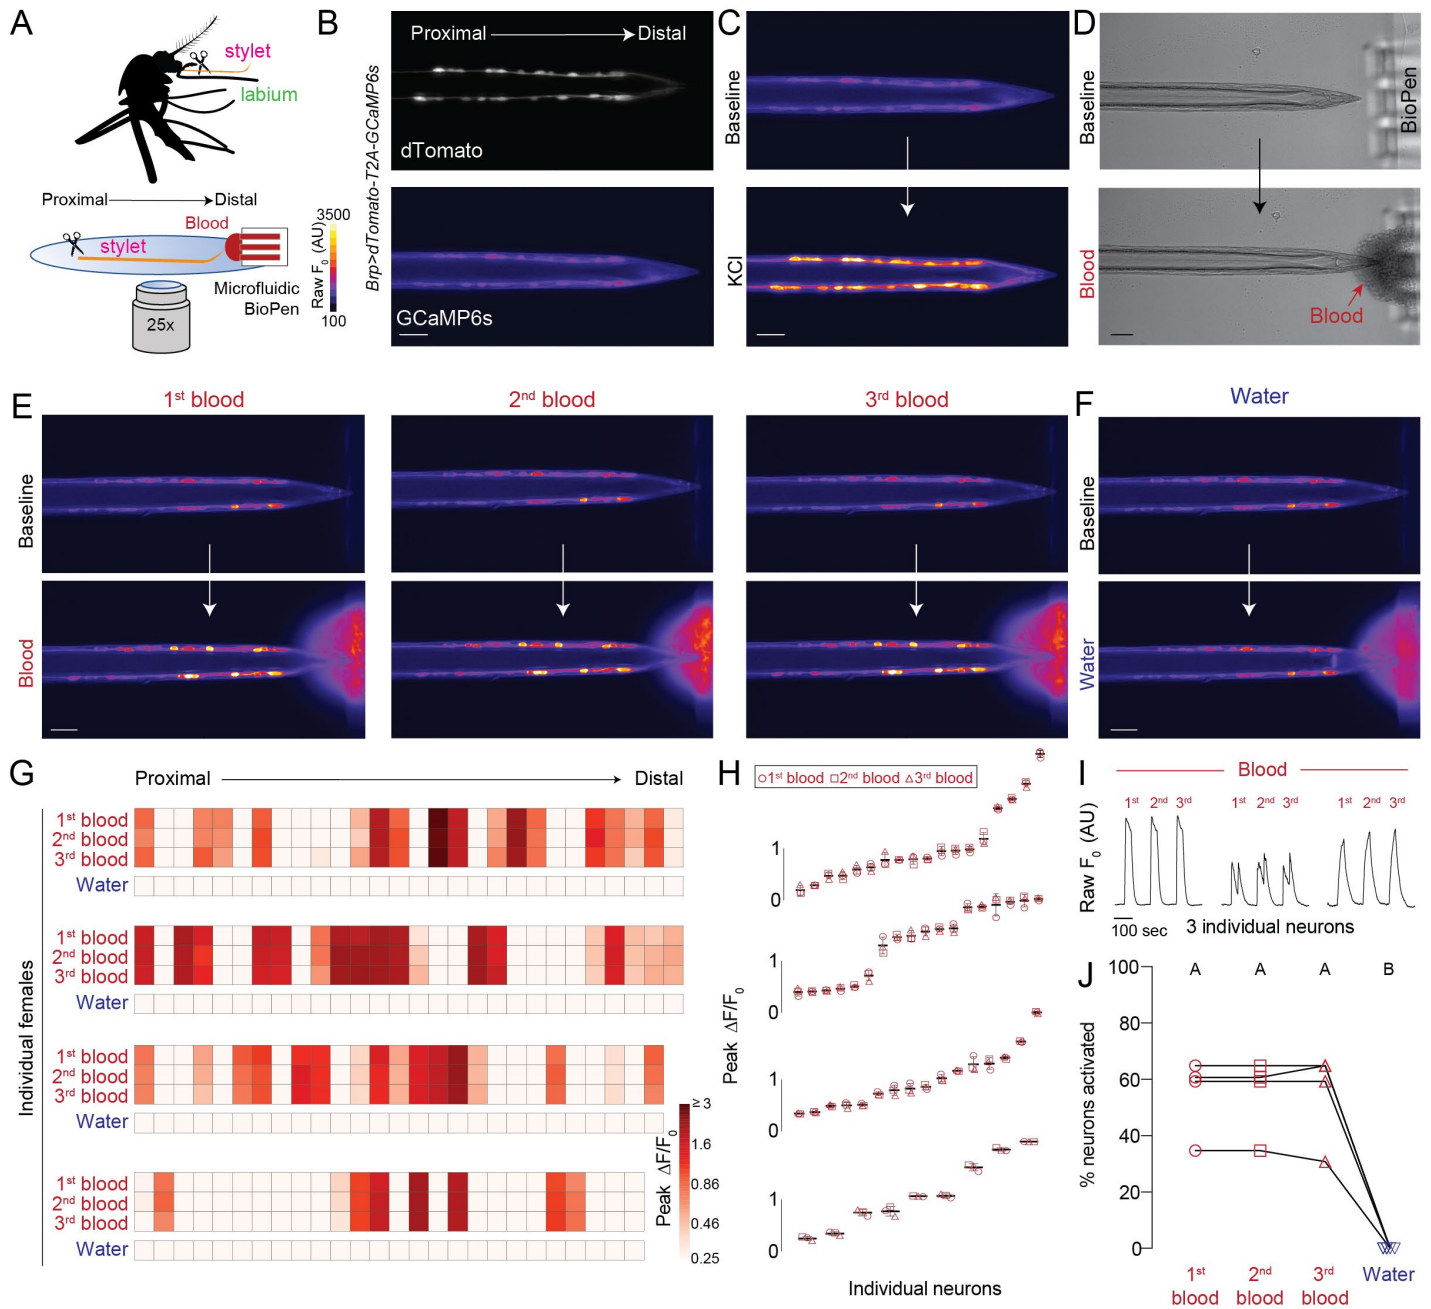 A
stylet
labium
Proximal
Distal
Blood
stylet
Microfluidic
BioPen
25x
3500
Raw F0 (AU)
100
B
Brp>dTomato-T2A-GCaMP6s
Proximal
Distal
dTomato
GCaMP6s
C
Baseline
KCl
D
Baseline
BioPen
Blood
Blood
E
1st blood
2nd blood
3rd blood
Baseline
Blood
F
Water
Baseline
Water
G
Proximal
Distal
Individual females
1st blood
2nd blood
3rd blood
Water
1st blood
2nd blood
3rd blood
Water
1st blood
2nd blood
3rd blood
Water
1st blood
2nd blood
3rd blood
Water
Peak ΔF/F0
≥ 3
1.6
0.86
0.46
0.25
H
1st blood 2nd blood 3rd blood
Peak ΔF/F0
1
0
1
0
1
0
1
0
Individual neurons
I
Blood
Raw F0 (AU)
1st 2nd 3rd
1st 2nd 3rd
1st 2nd 3rd
100 sec
3 individual neurons
J
% neurons activated
100
80
60
40
20
0
A A A B
1st blood
2nd blood
3rd blood
Water